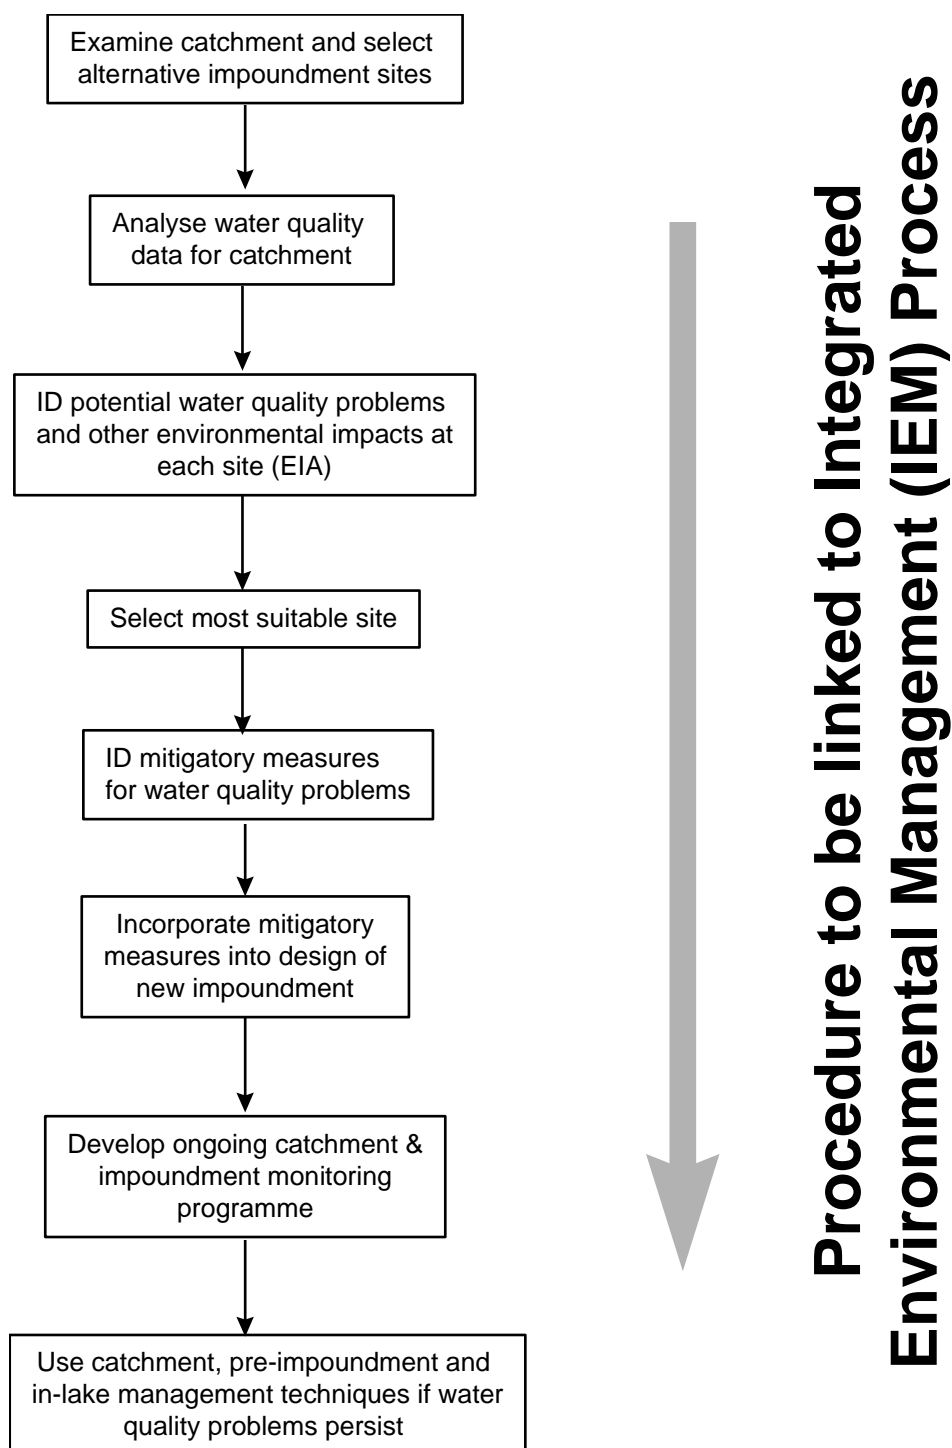 Examine catchment and select
alternative impoundment sites
Analyse water quality
data for catchment
ID potential water quality problems
and other environmental impacts at
each site (EIA)
Select most suitable site
ID mitigatory measures
for water quality problems
Incorporate mitigatory
measures into design of
new impoundment
Develop ongoing catchment &
impoundment monitoring
programme
Use catchment, pre-impoundment and
in-lake management techniques if water
quality problems persist
Procedure to be linked to Integrated
Environmental Management (IEM) Process